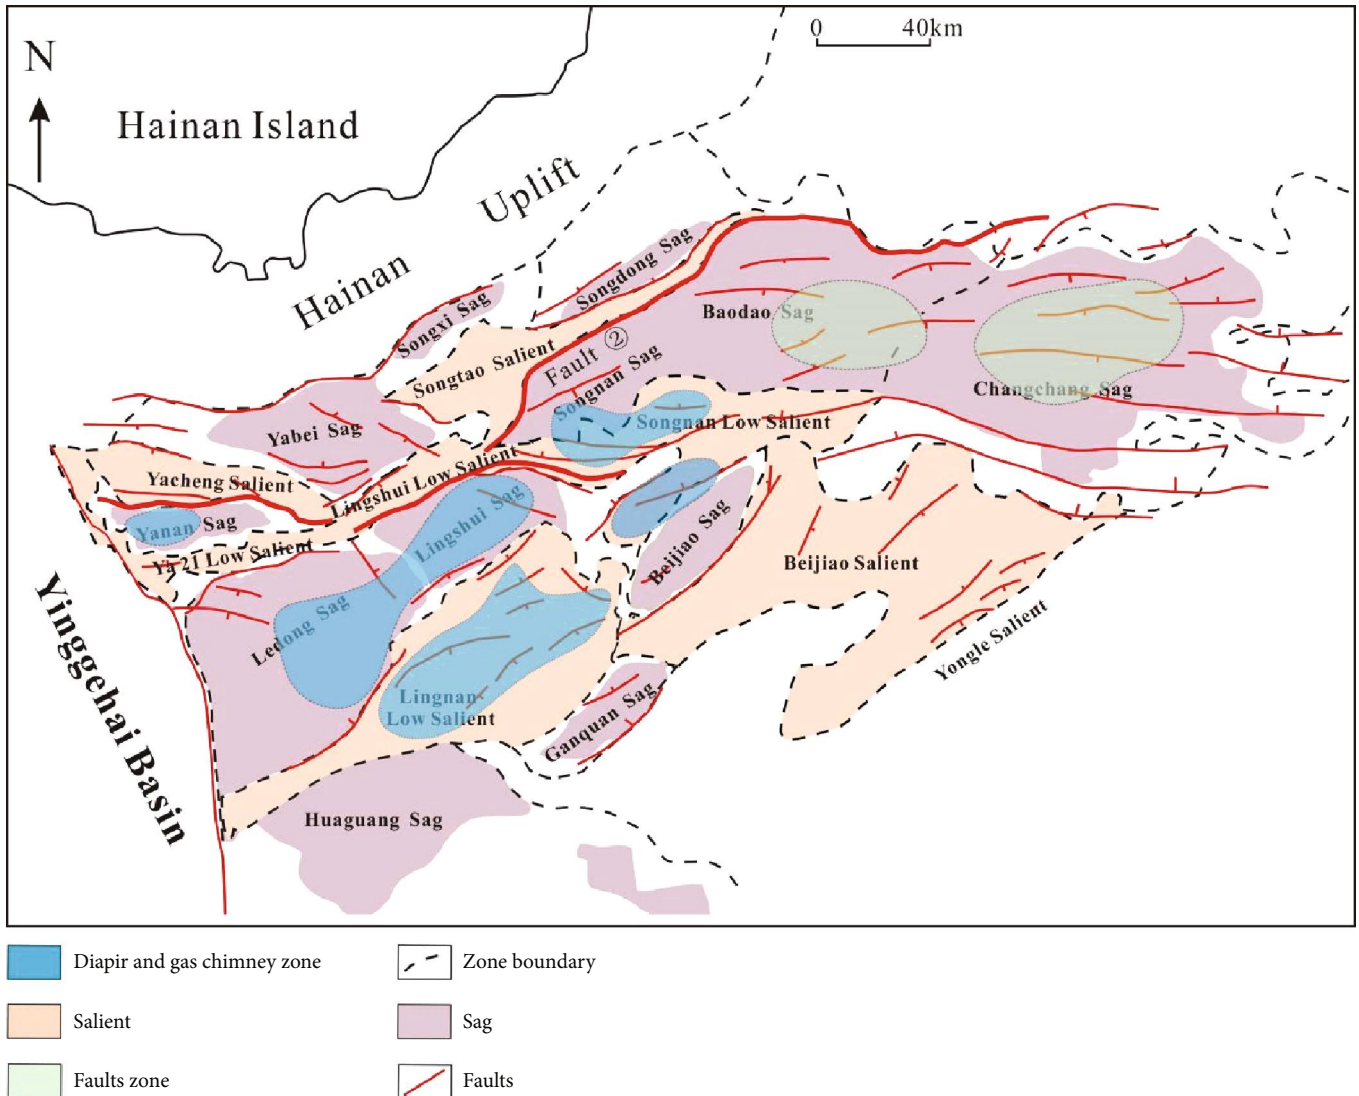 0 40km
N
Hainan Island
Uplift
Hainan
Songdong Sag
Songxi Sag
Baodao Sag
Fault ②
Songtao Salient
Songnan Sag
Changchang Sag
Songnan Low Salient
Yabei Sag
Lingshui Low Salient
Yacheng Salient
Yanan Sag
Lingshui Sag
Beijiao Sag
Ya 21 Low Salient
Beijiao Salient
Ledong Sag
Yongle Salient
Yinggehai Basin
Lingnan
Low Salient
Ganquan Sag
Huaguang Sag
Diapir and gas chimney zone
Zone boundary
Salient
Sag
Faults zone
Faults